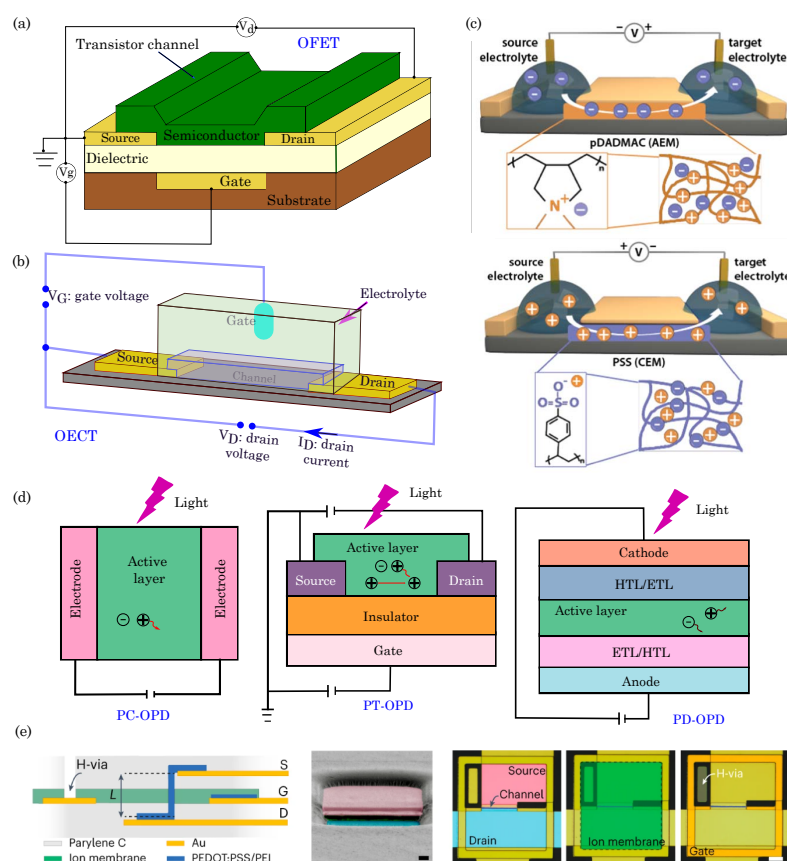 (a)
Vd
OFET
Transistor channel
Source
Semiconductor
Drain
Dielectric
Vg
Gate
Substrate
(b)
VG: gate voltage
Electrolyte
Gate
Source
Channel
Drain
OECT
VD: drain
voltage
ID: drain
current
(c)
− V +
source
electrolyte
target
electrolyte
pDADMAC (AEM)
n
N+
+ V −
source
electrolyte
target
electrolyte
PSS (CEM)
O-
O=S=O
n
(d)
Light
Electrode
Active
layer
Electrode
PC-OPD
Light
Active layer
Source
Drain
Insulator
Gate
PT-OPD
Light
Cathode
HTL/ETL
Active layer
ETL/HTL
Anode
PD-OPD
(e)
H-via
L
S
G
D
Parylene C
Au
Ion membrane
PEDOT:PSS/PEI
Source
Channel
Drain
Ion membrane
H-via
Gate